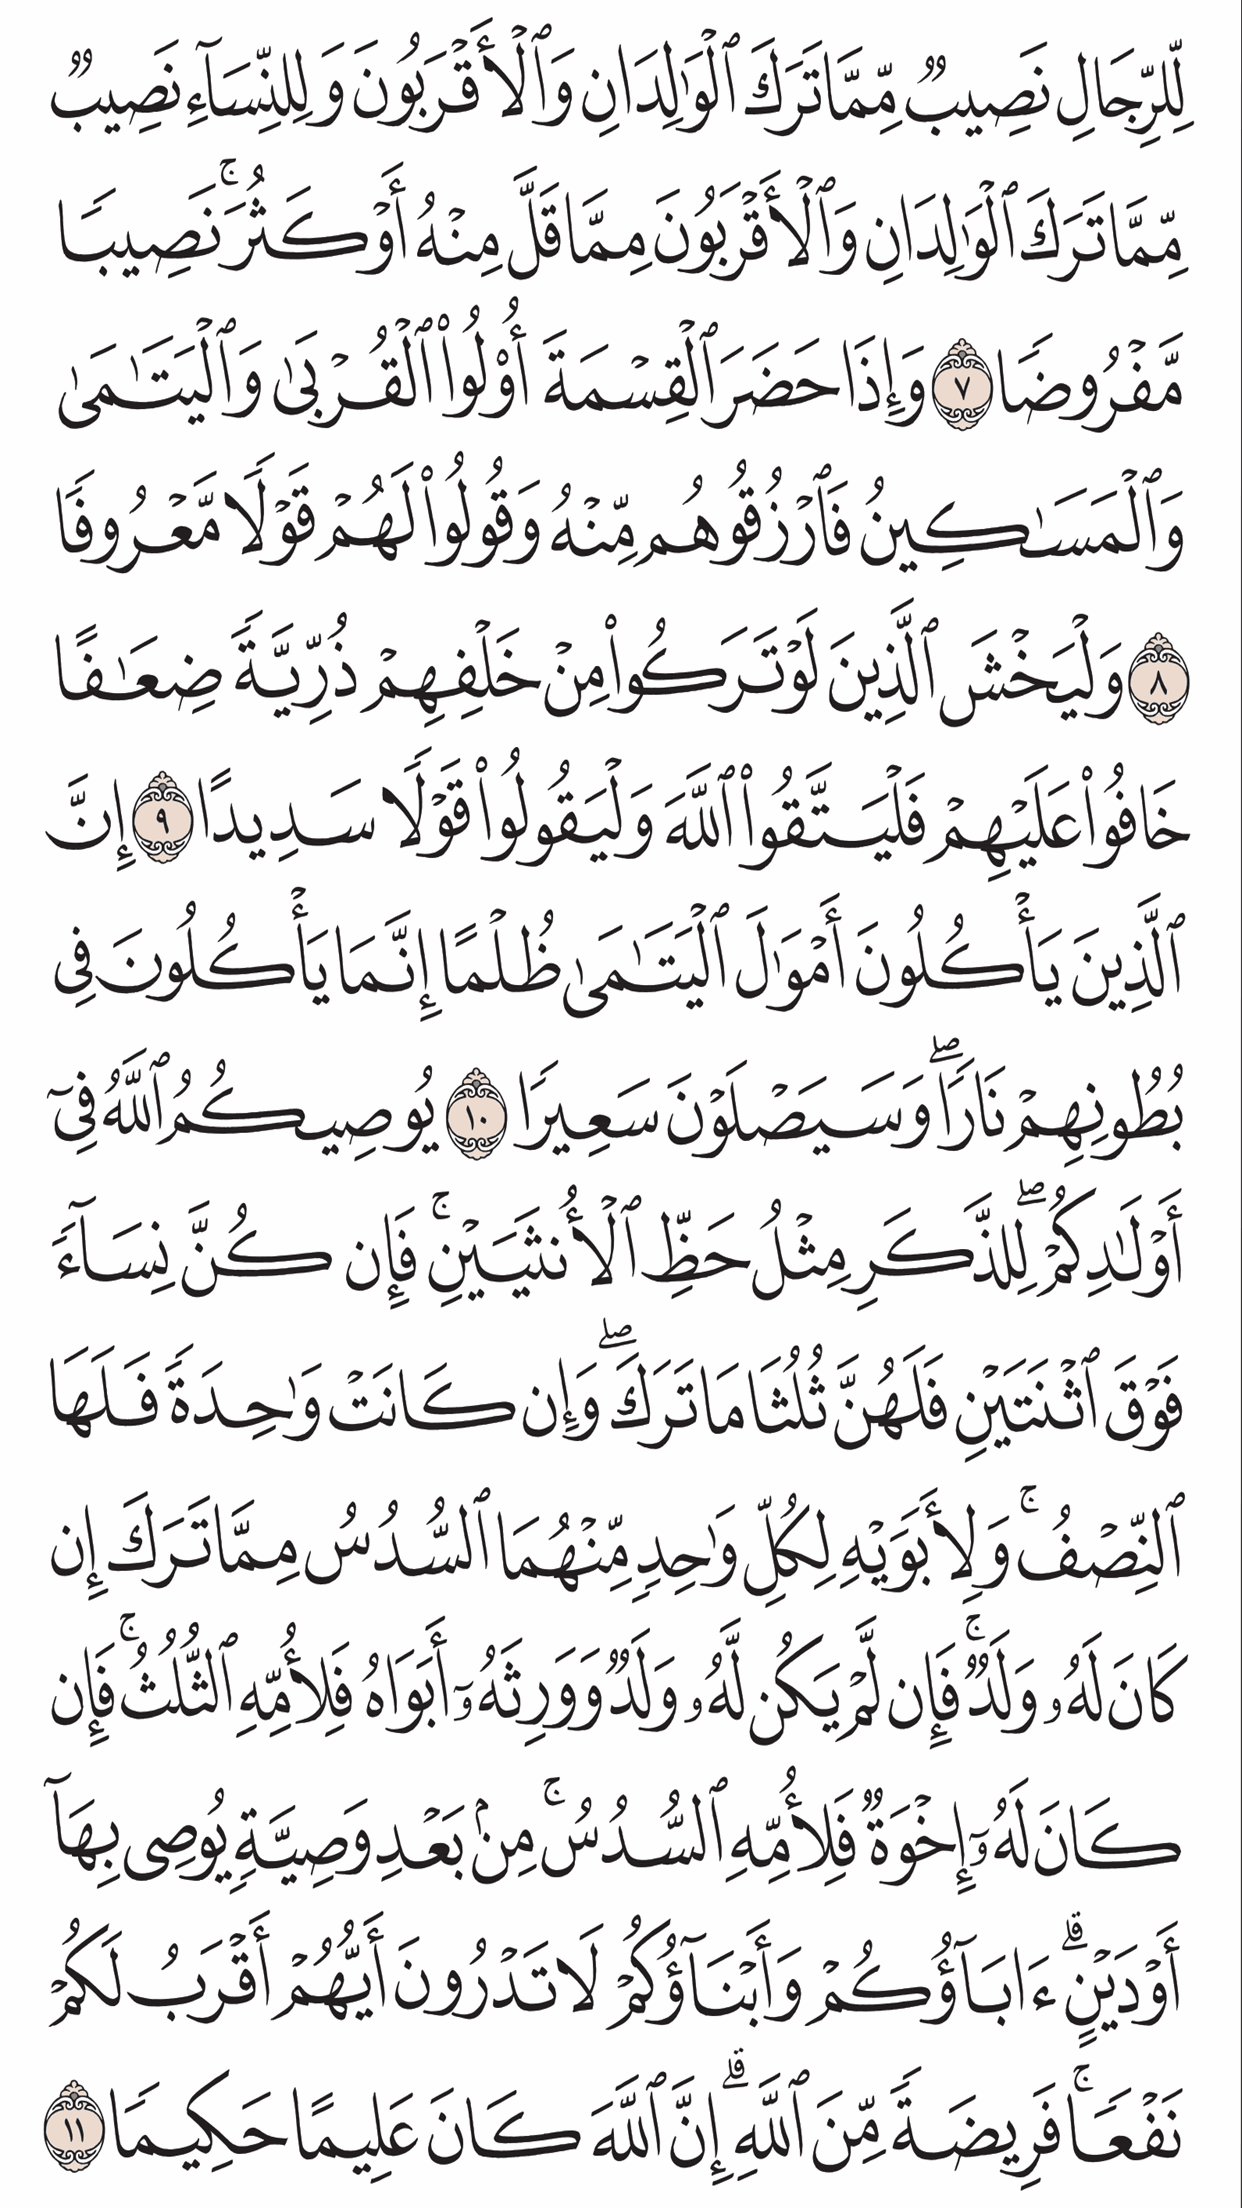 لِّلرِّجَالِ نَصِيبٌ مِّمَّا تَرَكَ ٱلْوَٰلِدَانِ وَٱلْأَقْرَبُونَ وَلِلنِّسَآءِ نَصِيبٌ
مِّمَّا تَرَكَ ٱلْوَٰلِدَانِ وَٱلْأَقْرَبُونَ مِمَّا قَلَّ مِنْهُ أَوْ كَثُرَ ۚ نَصِيبًا
مَّفْرُوضًا ٧ وَإِذَا حَضَرَ ٱلْقِسْمَةَ أُو۟لُوا۟ ٱلْقُرْبَىٰ وَٱلْيَتَـٰمَىٰ
وَٱلْمَسَـٰكِينُ فَٱرْزُقُوهُم مِّنْهُ وَقُولُوا۟ لَهُمْ قَوْلًا مَّعْرُوفًا
٨ وَلْيَخْشَ ٱلَّذِينَ لَوْ تَرَكُوا۟ مِنْ خَلْفِهِمْ ذُرِّيَّةً ضِعَـٰفًا
خَافُوا۟ عَلَيْهِمْ فَلْيَتَّقُوا۟ ٱللَّهَ وَلْيَقُولُوا۟ قَوْلًا سَدِيدًا ٩ إِنَّ
ٱلَّذِينَ يَأْكُلُونَ أَمْوَٰلَ ٱلْيَتَـٰمَىٰ ظُلْمًا إِنَّمَا يَأْكُلُونَ فِى
بُطُونِهِمْ نَارًا ۖ وَسَيَصْلَوْنَ سَعِيرًا ١٠ يُوصِيكُمُ ٱللَّهُ فِىٓ
أَوْلَـٰدِكُمْ ۖ لِلذَّكَرِ مِثْلُ حَظِّ ٱلْأُنثَيَيْنِ ۚ فَإِن كُنَّ نِسَآءً
فَوْقَ ٱثْنَتَيْنِ فَلَهُنَّ ثُلُثَا مَا تَرَكَ ۖ وَإِن كَانَتْ وَٰحِدَةً فَلَهَا
ٱلنِّصْفُ ۚ وَلِأَبَوَيْهِ لِكُلِّ وَٰحِدٍ مِّنْهُمَا ٱلسُّدُسُ مِمَّا تَرَكَ إِن
كَانَ لَهُۥ وَلَدٌ ۚ فَإِن لَّمْ يَكُن لَّهُۥ وَلَدٌ وَوَرِثَهُۥٓ أَبَوَاهُ فَلِأُمِّهِ ٱلثُّلُثُ ۚ فَإِن
كَانَ لَهُۥٓ إِخْوَةٌ فَلِأُمِّهِ ٱلسُّدُسُ ۚ مِنۢ بَعْدِ وَصِيَّةٍ يُوصِى بِهَآ
أَوْ دَيْنٍ ۗ ءَابَآؤُكُمْ وَأَبْنَآؤُكُمْ لَا تَدْرُونَ أَيُّهُمْ أَقْرَبُ لَكُمْ
نَفْعًا ۚ فَرِيضَةً مِّنَ ٱللَّهِ ۗ إِنَّ ٱللَّهَ كَانَ عَلِيمًا حَكِيمًا ١١